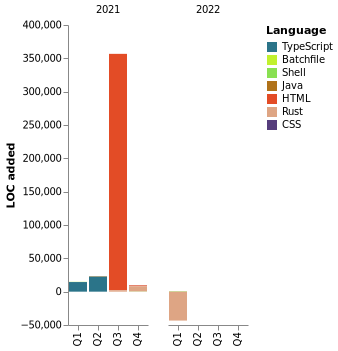 2021
2022
Language
TypeScript
Batchfile
Shell
Java
HTML
Rust
CSS
LOC added
400,000
350,000
300,000
250,000
200,000
150,000
100,000
50,000
0
−50,000
Q1 Q2 Q3 Q4
Q1 Q2 Q3 Q4